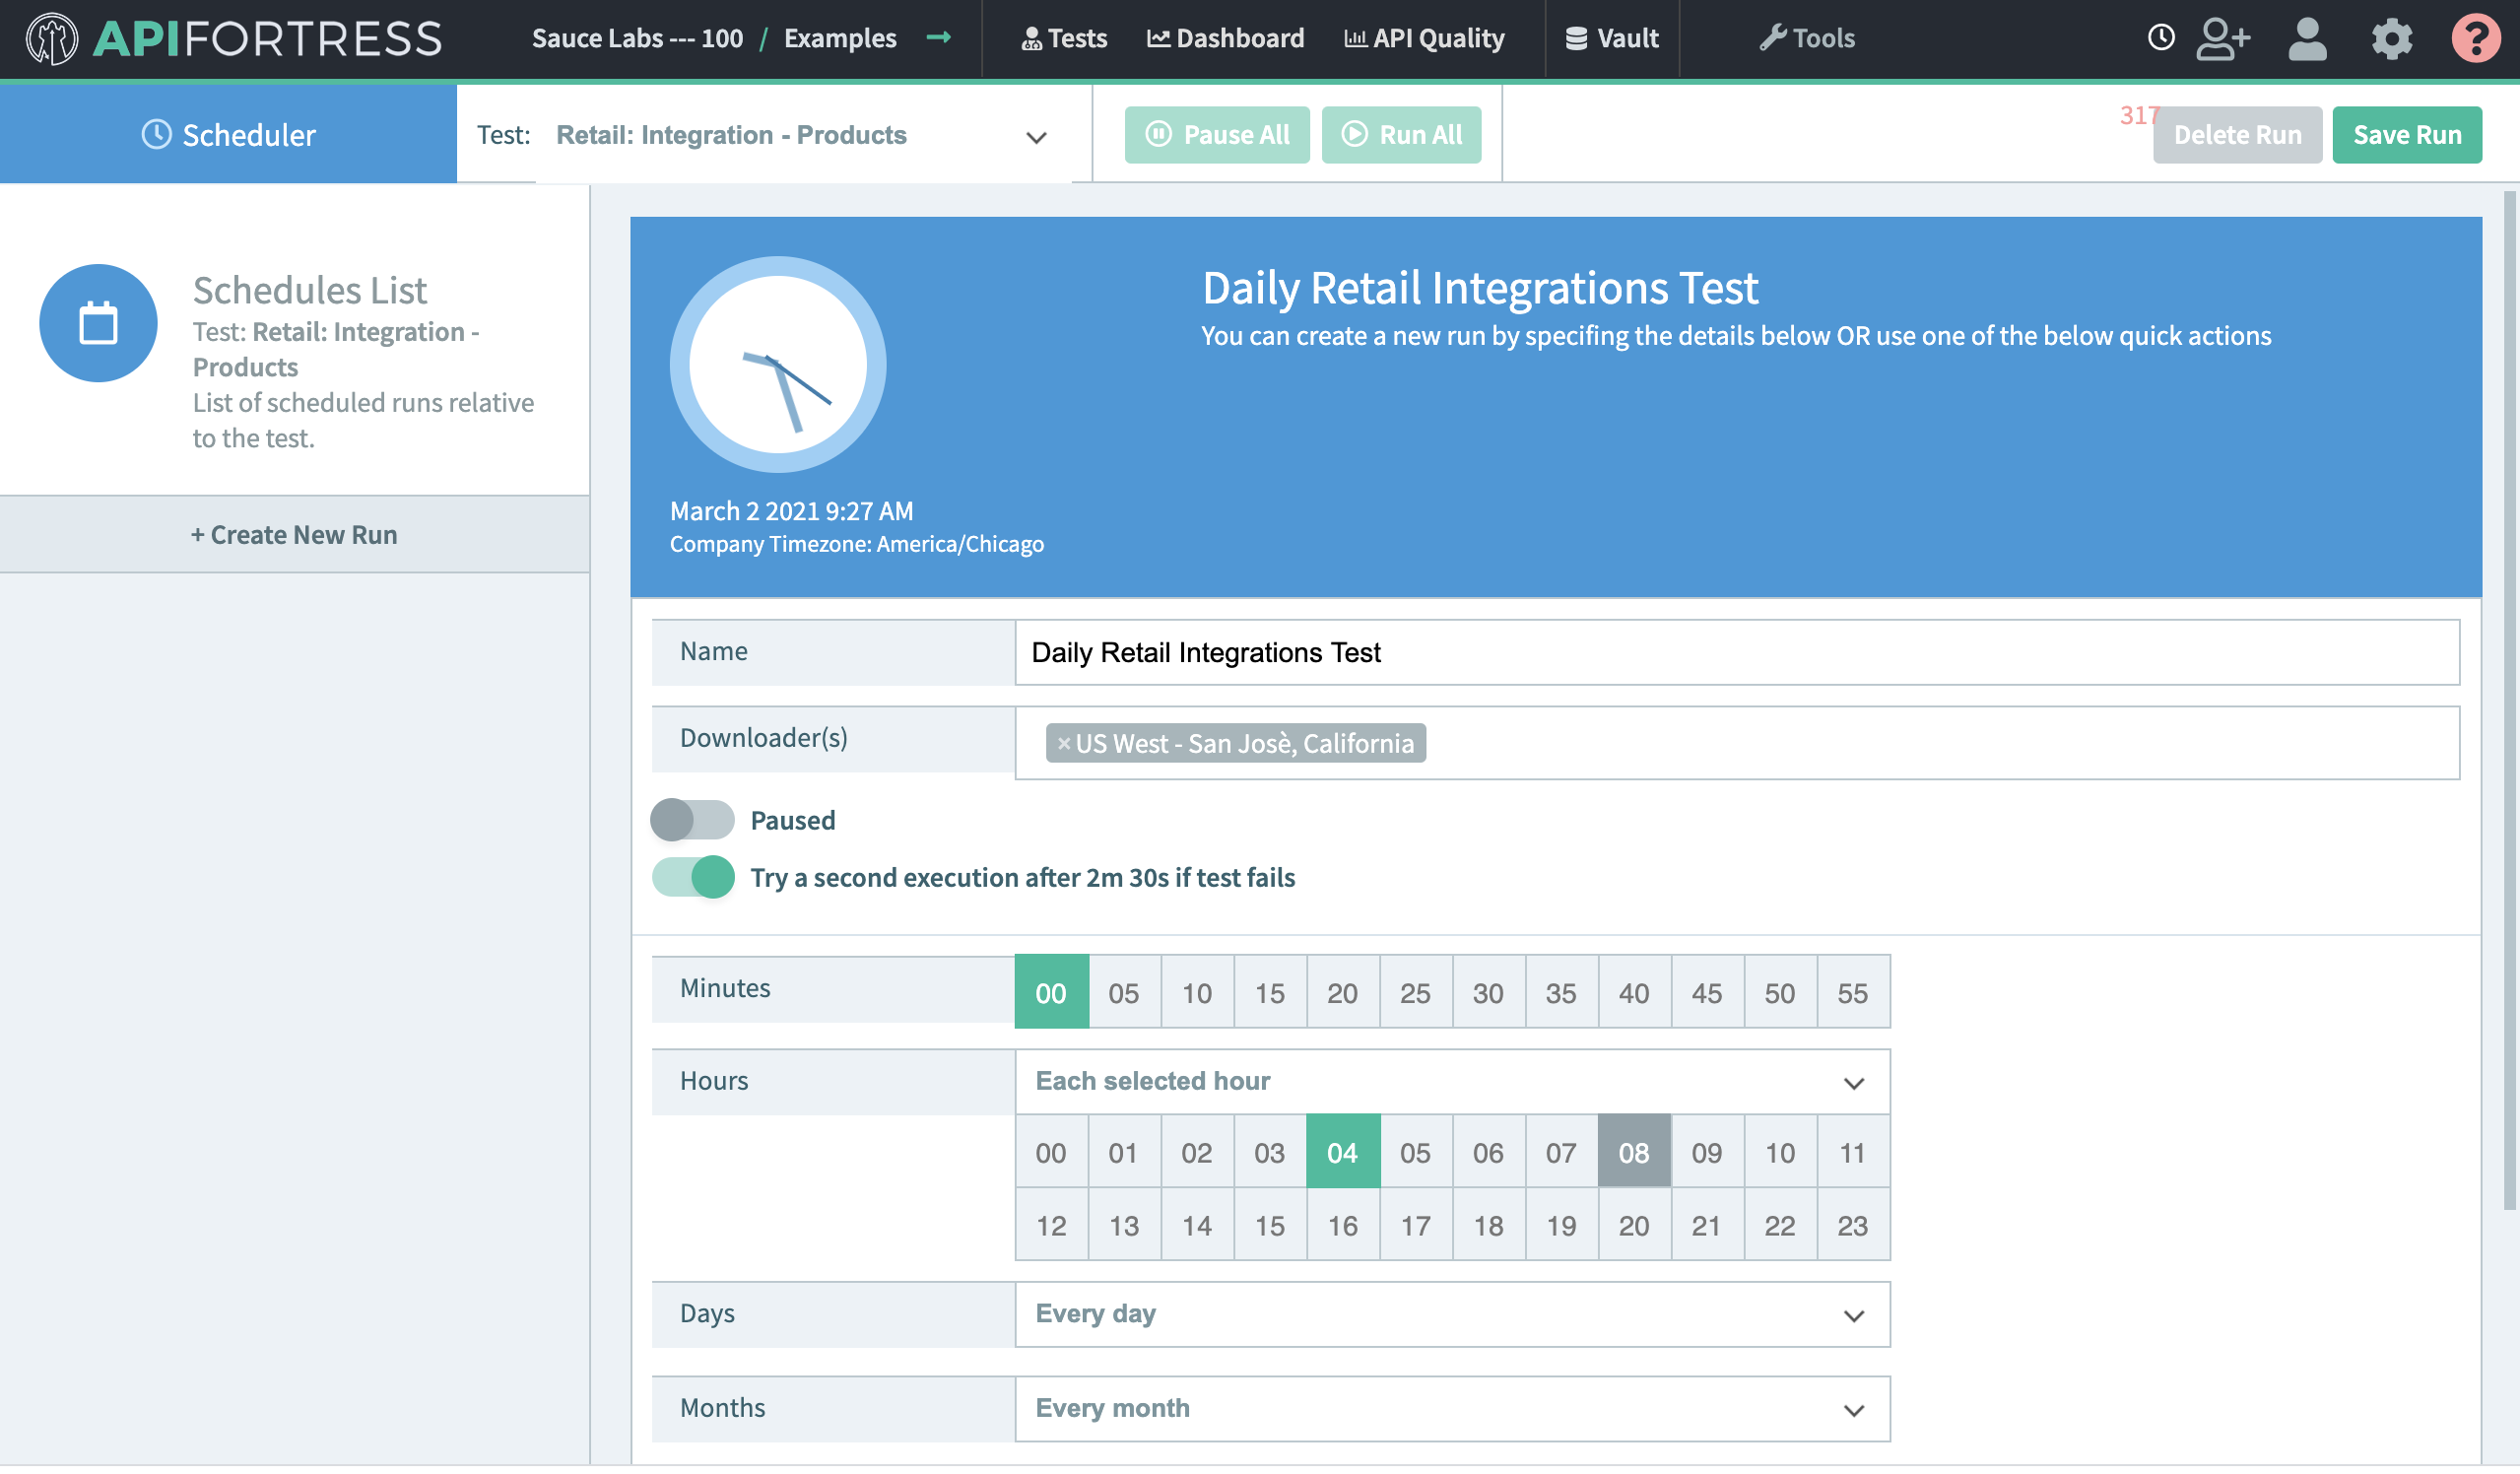 APIFORTRESS
Sauce Labs --- 100 / Examples
Tests
Dashboard
API Quality
Vault
Tools
?
Scheduler
Test: Retail: Integration - Products
Pause All
Run All
317
Delete Run
Save Run
Schedules List
Test: Retail: Integration -
Products
List of scheduled runs relative
to the test.
+ Create New Run
Daily Retail Integrations Test
You can create a new run by specifing the details below OR use one of the below quick actions
March 2 2021 9:27 AM
Company Timezone: America/Chicago
Name Daily Retail Integrations Test
Downloader(s) ×US West - San Josè, California
Paused
Try a second execution after 2m 30s if test fails
Minutes 00 05 10 15 20 25 30 35 40 45 50 55
Hours Each selected hour
00 01 02 03 04 05 06 07 08 09 10 11
12 13 14 15 16 17 18 19 20 21 22 23
Days Every day
Months Every month